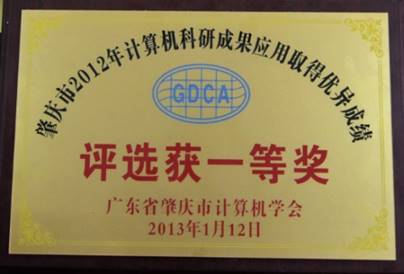 肇庆市2012年计算机科研成果应用取得优异成绩
GDCA
评选获一等奖
广东省肇庆市计算机学会
2013年1月12日